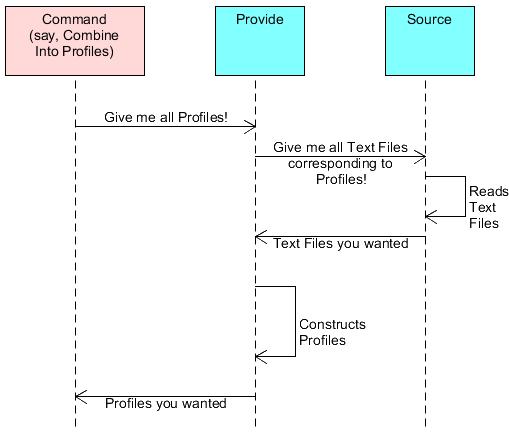 Command
(say, Combine
Into Profiles)
Provide
Source
Give me all Profiles!
Give me all Text Files
corresponding to
Profiles!
Reads
Text
Files
Text Files you wanted
Constructs
Profiles
Profiles you wanted